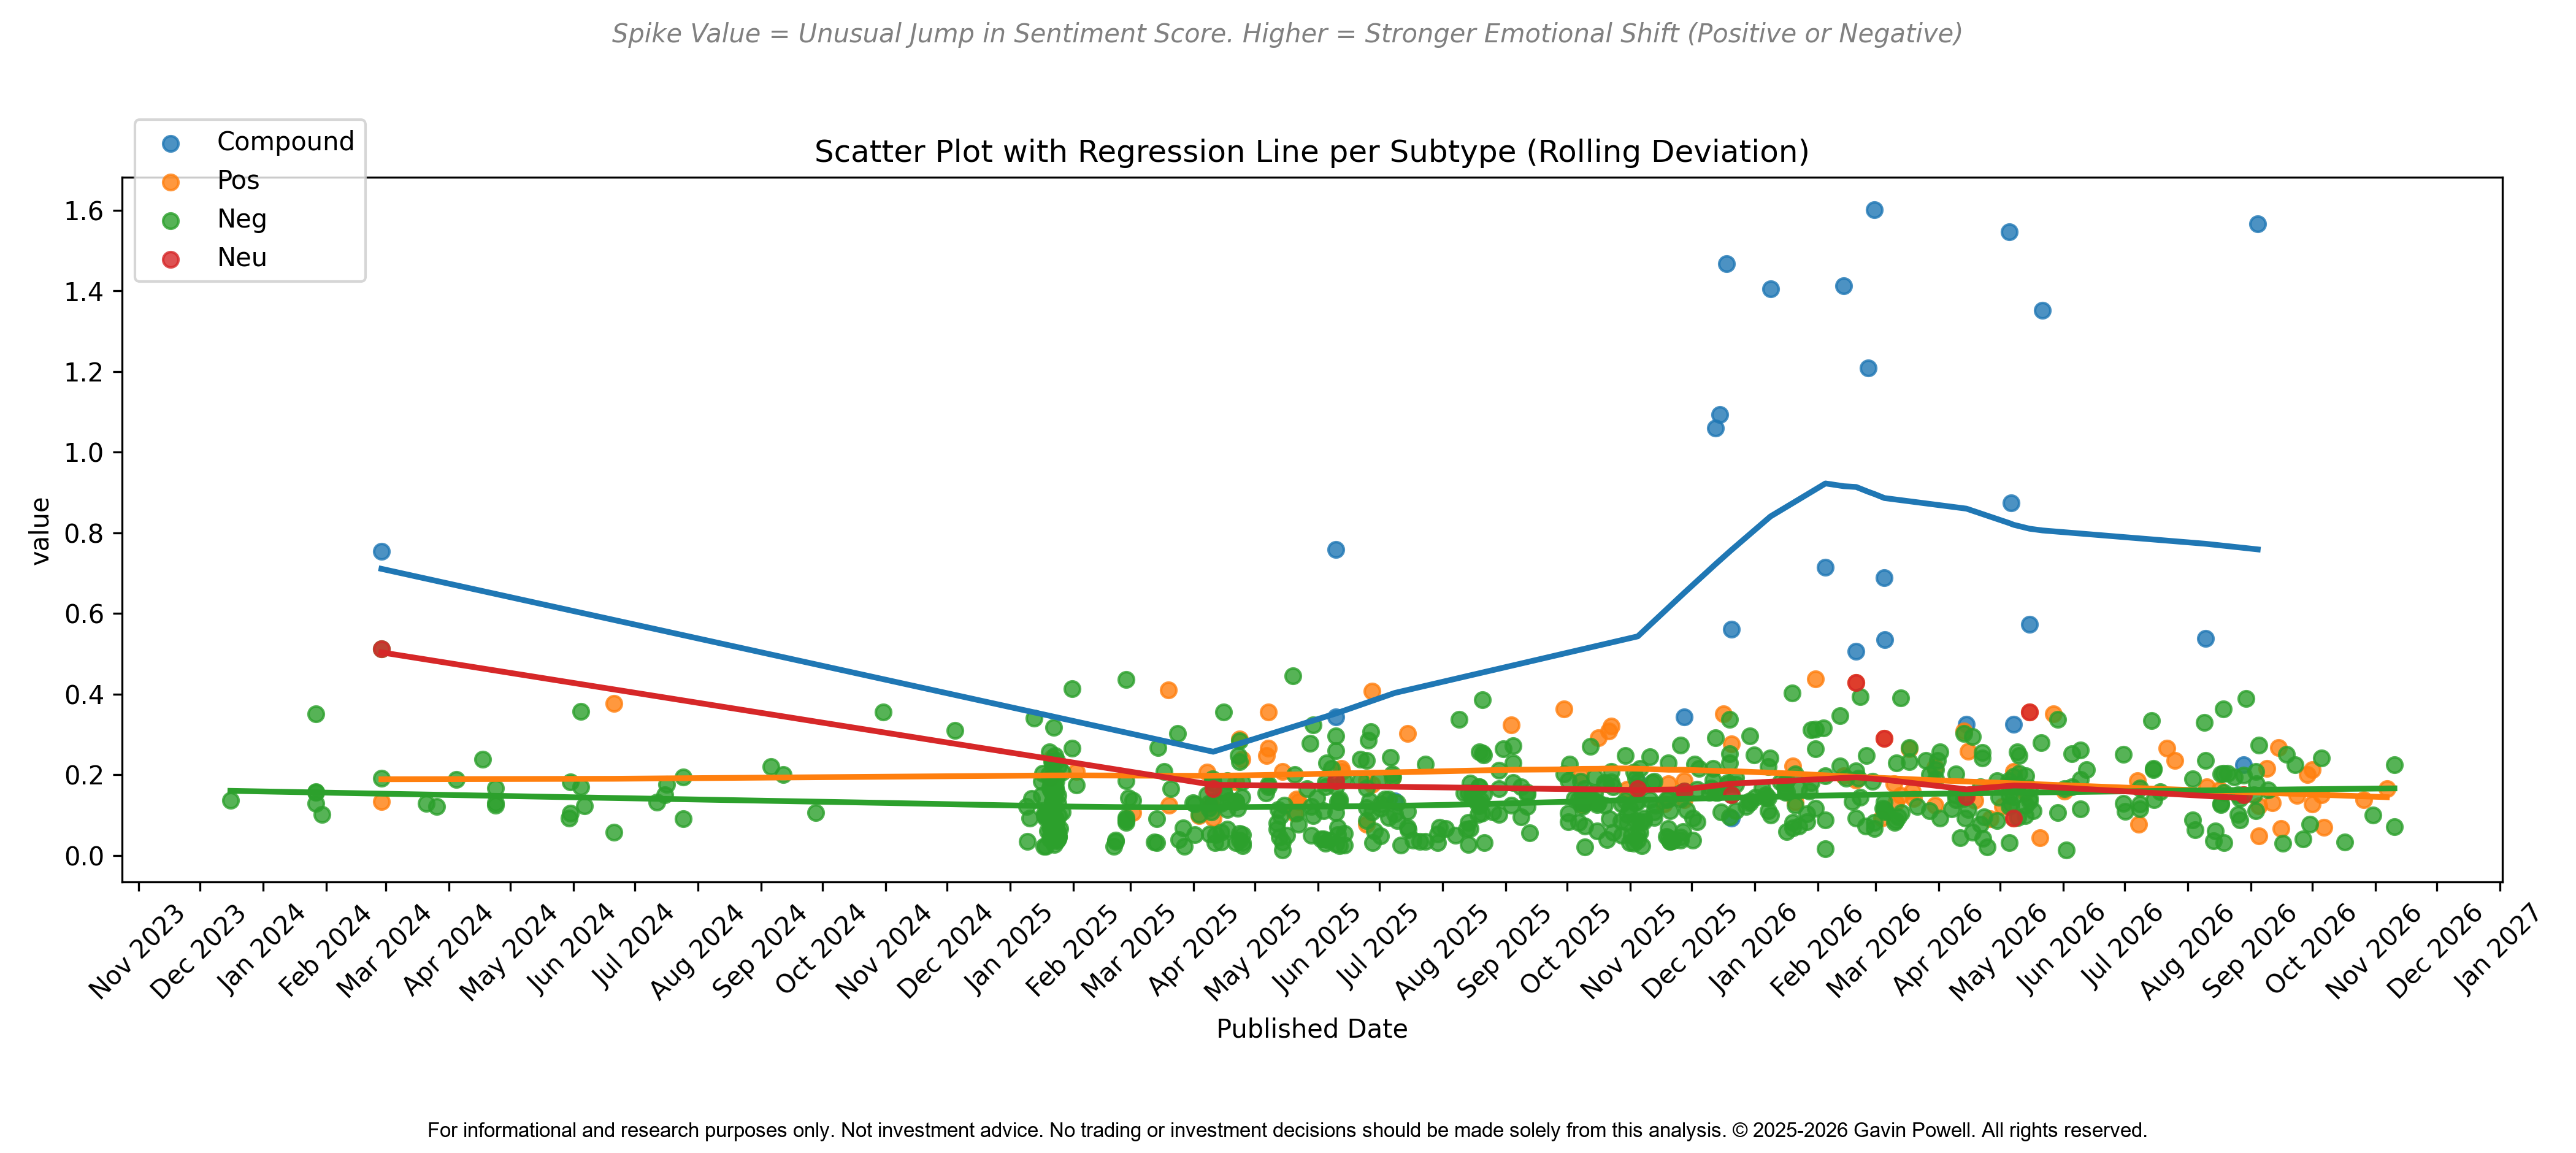 Spike Value = Unusual Jump in Sentiment Score. Higher = Stronger Emotional Shift (Positive or Negative)
Scatter Plot with Regression Line per Subtype (Rolling Deviation)
Compound
Pos
Neg
Neu
value
1.6
1.4
1.2
1.0
0.8
0.6
0.4
0.2
0.0
Nov 2023
Dec 2023
Jan 2024
Feb 2024
Mar 2024
Apr 2024
May 2024
Jun 2024
Jul 2024
Aug 2024
Sep 2024
Oct 2024
Nov 2024
Dec 2024
Jan 2025
Feb 2025
Mar 2025
Apr 2025
May 2025
Jun 2025
Jul 2025
Aug 2025
Sep 2025
Oct 2025
Nov 2025
Dec 2025
Jan 2026
Feb 2026
Mar 2026
Apr 2026
May 2026
Jun 2026
Jul 2026
Aug 2026
Sep 2026
Oct 2026
Nov 2026
Dec 2026
Jan 2027
Published Date
For informational and research purposes only. Not investment advice. No trading or investment decisions should be made solely from this analysis. © 2025-2026 Gavin Powell. All rights reserved.